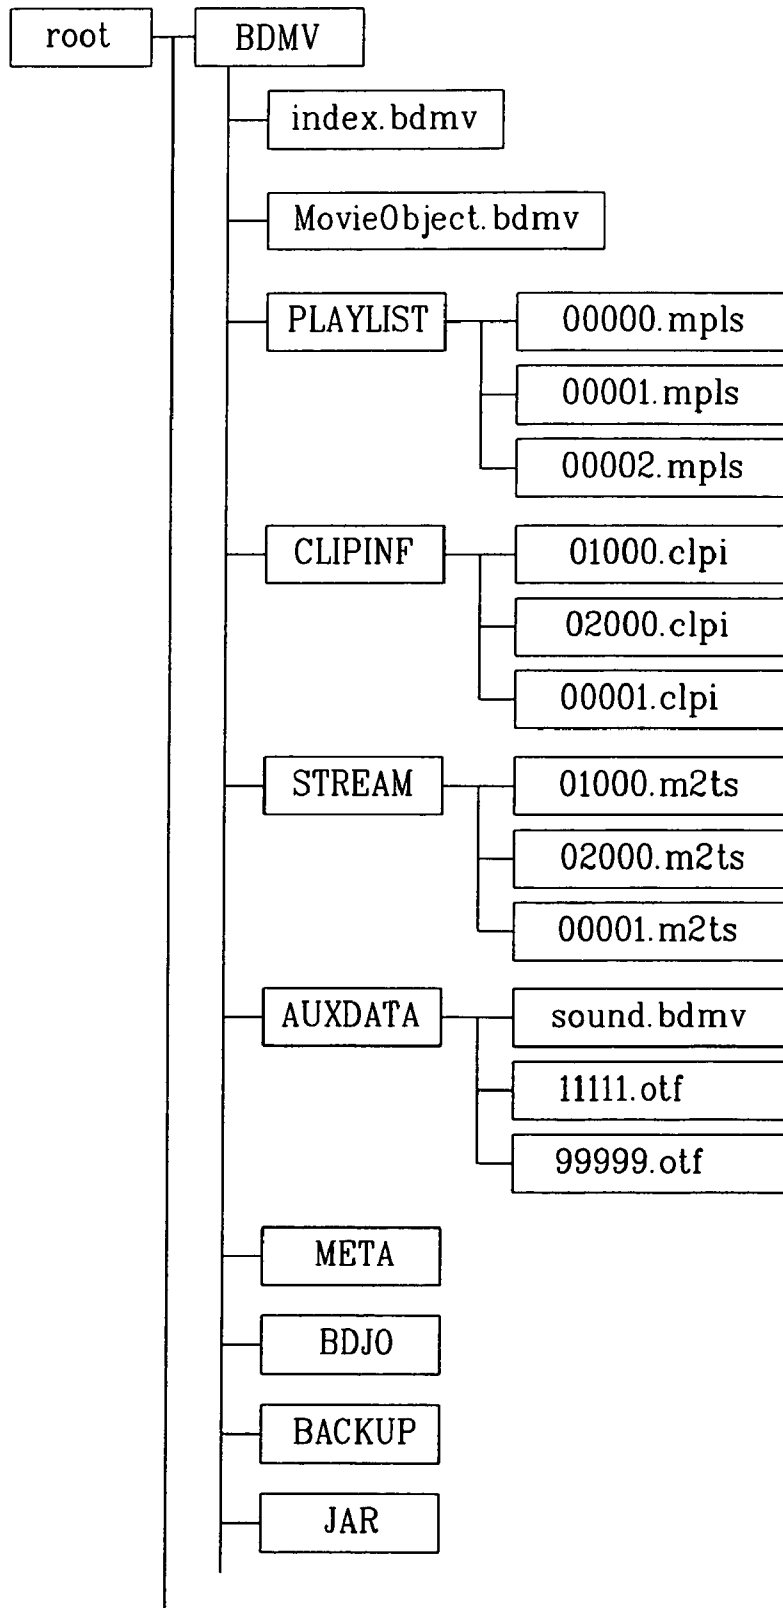 root BDMV
index.bdmv
MovieObject.bdmv
PLAYLIST 00000.mpls
00001.mpls
00002.mpls
CLIPINF 01000.clpi
02000.clpi
00001.clpi
STREAM 01000.m2ts
02000.m2ts
00001.m2ts
AUXDATA sound.bdmv
11111.otf
99999.otf
META
BDJO
BACKUP
JAR